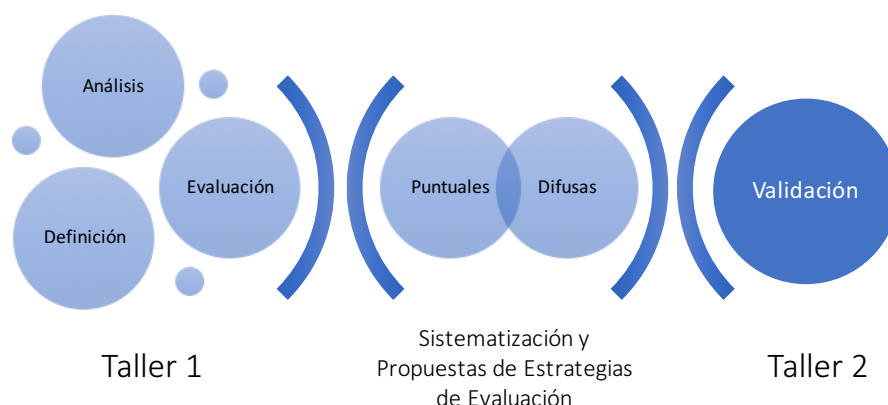 Análisis
Evaluación
Definición
Taller 1
Puntuales
Difusas
Sistematización y
Propuestas de Estrategias
de Evaluación
Validación
Taller 2